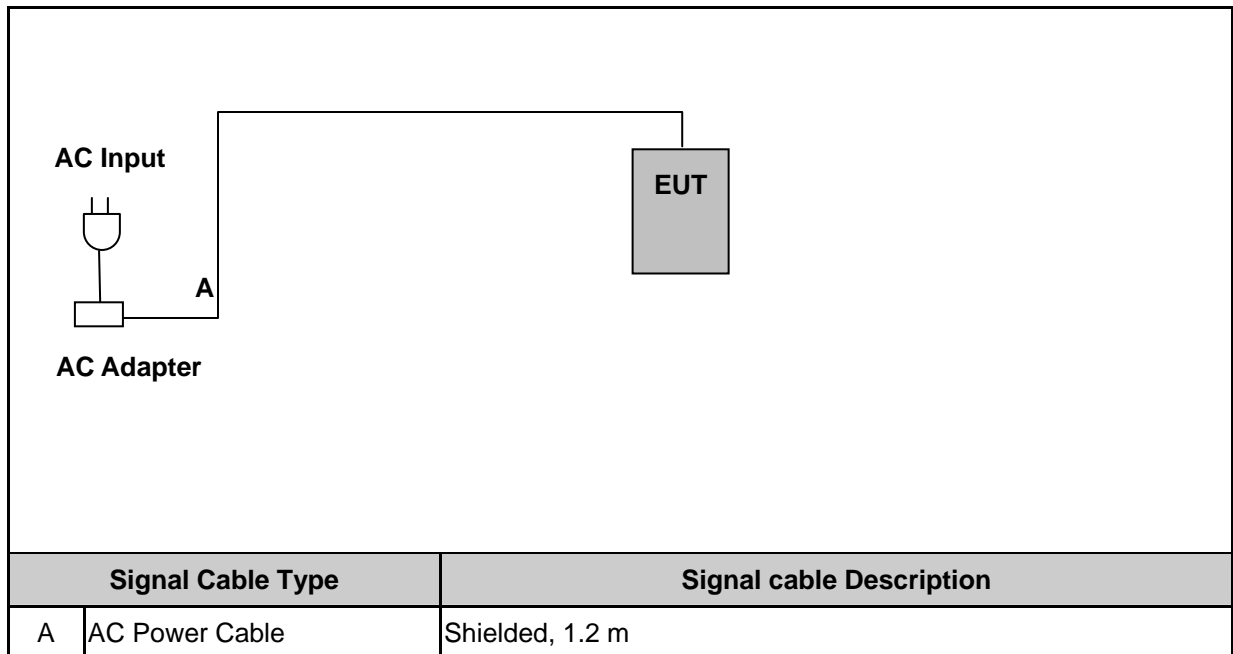 AC Input
EUT
A
AC Adapter
Signal Cable Type Signal cable Description
A AC Power Cable Shielded, 1.2 m